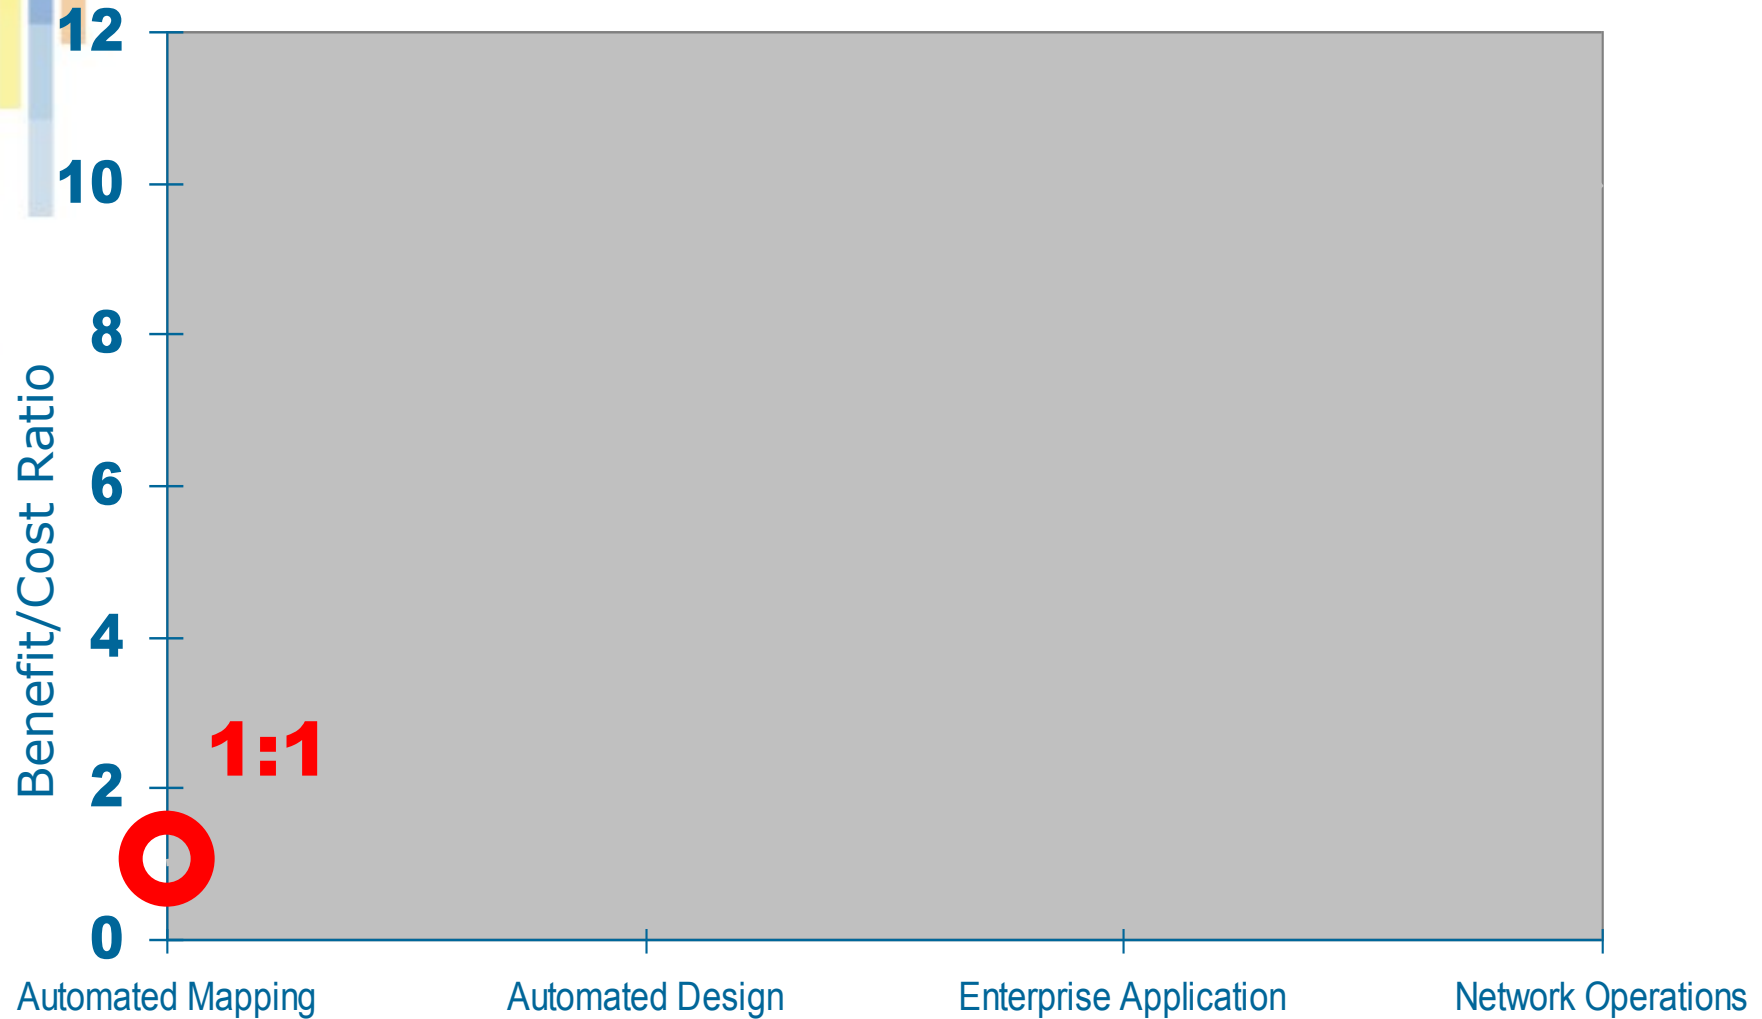 12
10
8
6
4
2
0
Benefit/Cost Ratio
1:1
Automated Mapping
Automated Design
Enterprise Application
Network Operations